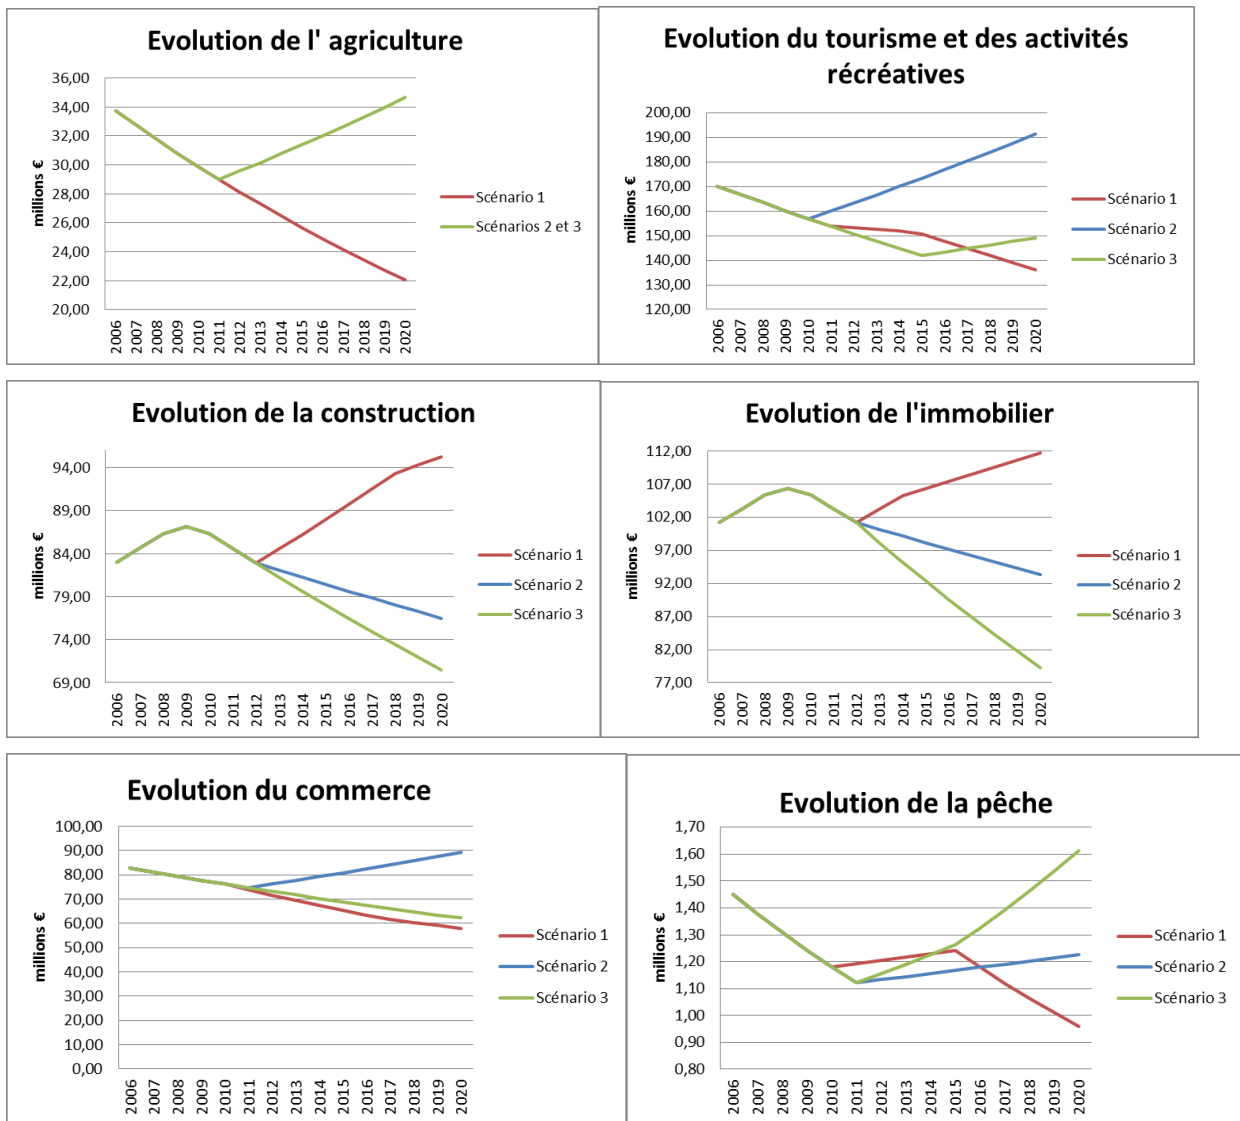 Evolution de l' agriculture
millions €
36,00
34,00
32,00
30,00
28,00
26,00
24,00
22,00
20,00
2006 2007 2008 2009 2010 2011 2012 2013 2014 2015 2016 2017 2018 2019 2020
Scénario 1
Scénarios 2 et 3
Evolution du tourisme et des activités
récréatives
millions €
200,00
190,00
180,00
170,00
160,00
150,00
140,00
130,00
120,00
2006 2007 2008 2009 2010 2011 2012 2013 2014 2015 2016 2017 2018 2019 2020
Scénario 1
Scénario 2
Scénario 3
Evolution de la construction
millions €
94,00
89,00
84,00
79,00
74,00
69,00
2006 2007 2008 2009 2010 2011 2012 2013 2014 2015 2016 2017 2018 2019 2020
Scénario 1
Scénario 2
Scénario 3
Evolution de l'immobilier
millions €
112,00
107,00
102,00
97,00
92,00
87,00
82,00
77,00
2006 2007 2008 2009 2010 2011 2012 2013 2014 2015 2016 2017 2018 2019 2020
Scénario 1
Scénario 2
Scénario 3
Evolution du commerce
millions €
100,00
90,00
80,00
70,00
60,00
50,00
40,00
30,00
20,00
10,00
0,00
2006 2007 2008 2009 2010 2011 2012 2013 2014 2015 2016 2017 2018 2019 2020
Scénario 1
Scénario 2
Scénario 3
Evolution de la pêche
millions €
1,70
1,60
1,50
1,40
1,30
1,20
1,10
1,00
0,90
0,80
2006 2007 2008 2009 2010 2011 2012 2013 2014 2015 2016 2017 2018 2019 2020
Scénario 1
Scénario 2
Scénario 3